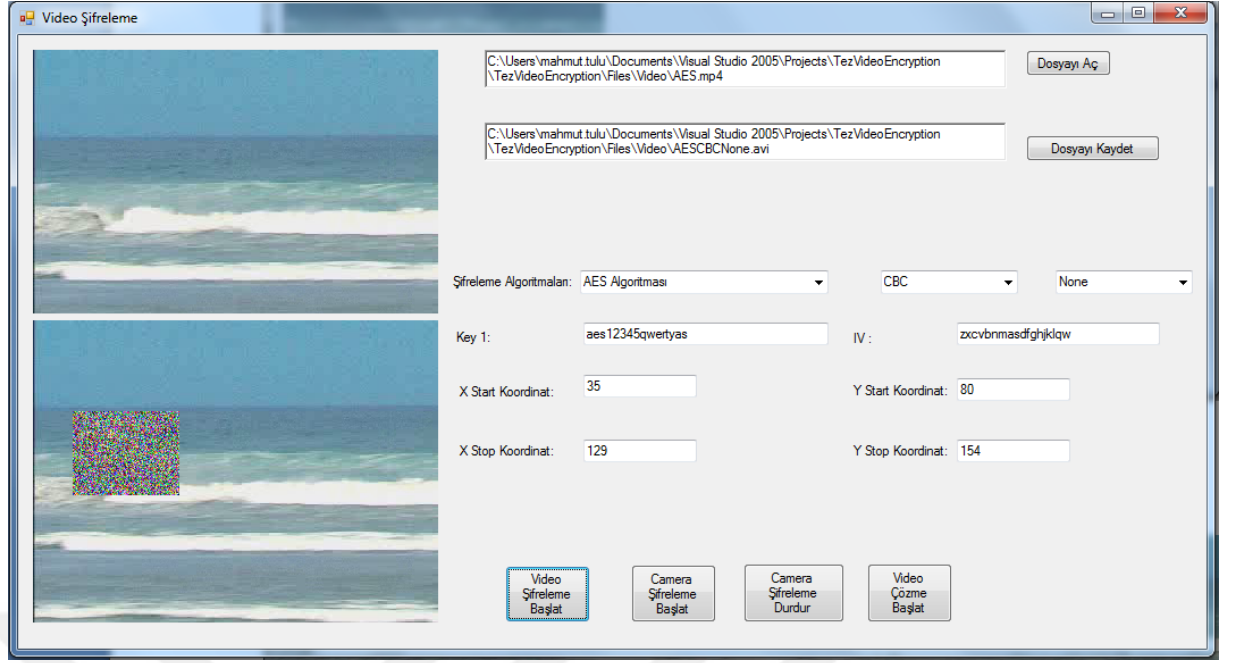 Video Şifreleme
C:\Users\mahmut.tulu\Documents\Visual Studio 2005\Projects\TezVideoEncryption
\TezVideoEncryption\Files\Video\AES.mp4
Dosyayı Aç
C:\Users\mahmut.tulu\Documents\Visual Studio 2005\Projects\TezVideoEncryption
\TezVideoEncryption\Files\Video\AESCBCNone.avi
Dosyayı Kaydet
Şifreleme Algoritmaları: AES Algoritması CBC None
Key 1: aes12345qwertyas IV : zxcvbnmasdfghjklqw
X Start Koordinat: 35 Y Start Koordinat: 80
X Stop Koordinat: 129 Y Stop Koordinat: 154
Video
Şifreleme
Başlat
Camera
Şifreleme
Başlat
Camera
Şifreleme
Durdur
Video
Çözme
Başlat